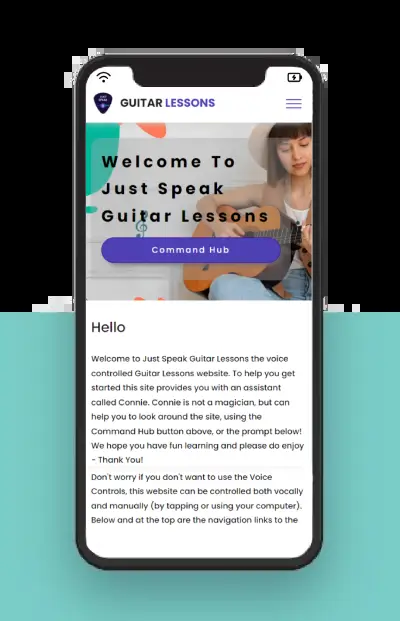 GUITAR LESSONS
Welcome To
Just Speak
Guitar Lessons
Command Hub
Hello
Welcome to Just Speak Guitar Lessons the voice
controlled Guitar Lessons website. To help you get
started this site provides you with an assistant
called Connie. Connie is not a magician, but can
help you to look around the site, using the
Command Hub button above, or the prompt below!
We hope you have fun learning and please do enjoy
- Thank You!
Don't worry if you don't want to use the Voice
Controls, this website can be controlled both vocally
and manually (by tapping or using your computer).
Below and at the top are the navigation links to the